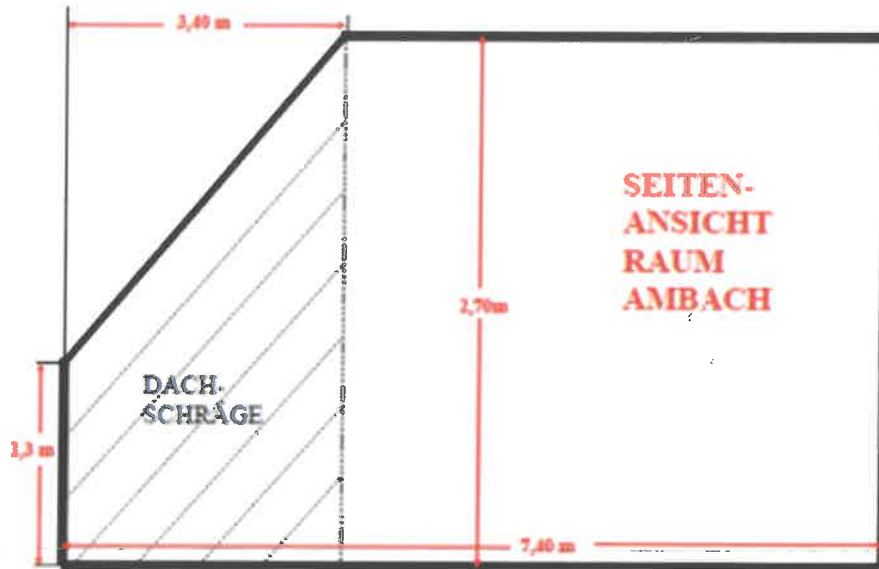 3,40 m
SEITEN-
ANSICHT
RAUM
AMBACH
2,70m
DACH-
SCHRÄGE
1,3 m
7,40 m